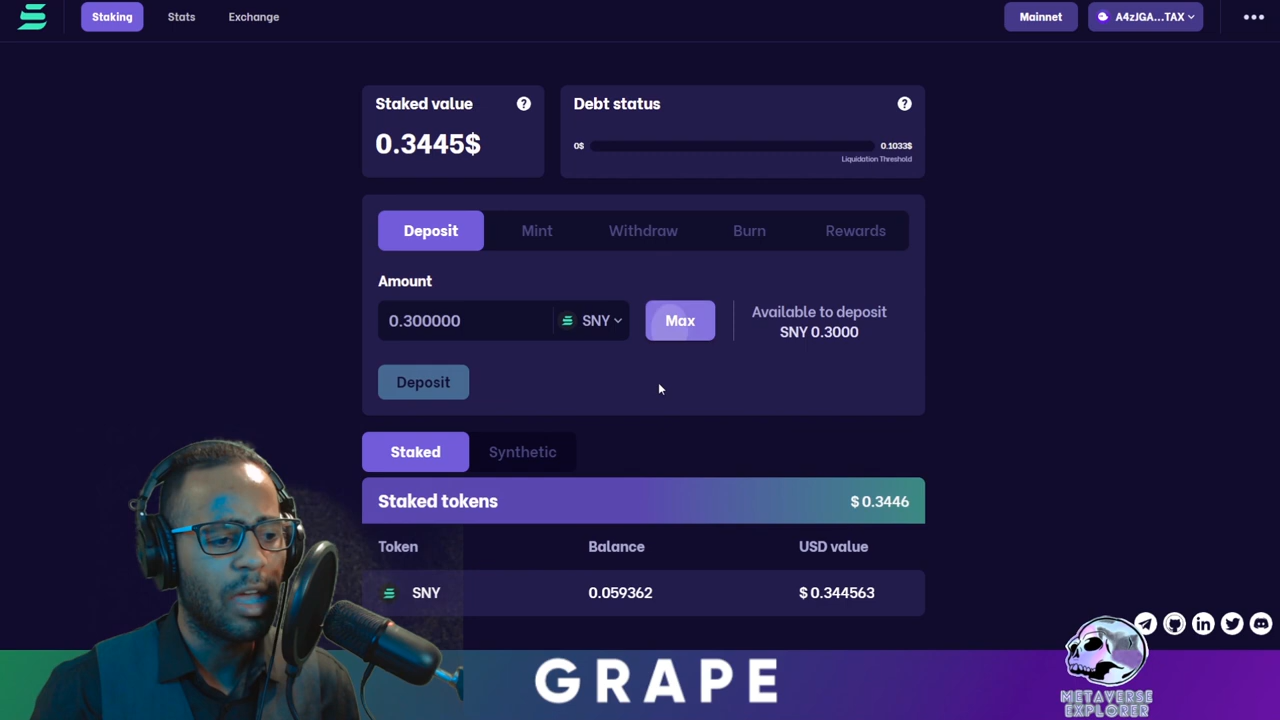 Staking Stats Exchange Mainnet A4zJGA...TAX
Staked value
0.3445$
Debt status
0$ 0.1033$
Liquidation Threshold
Deposit Mint Withdraw Burn Rewards
Amount
0.300000 SNY Max
Available to deposit
SNY 0.3000
Deposit
Staked Synthetic
Staked tokens $ 0.3446
Token Balance USD value
SNY 0.059362 $ 0.344563
GRAPE
METAVERSE
EXPLORER